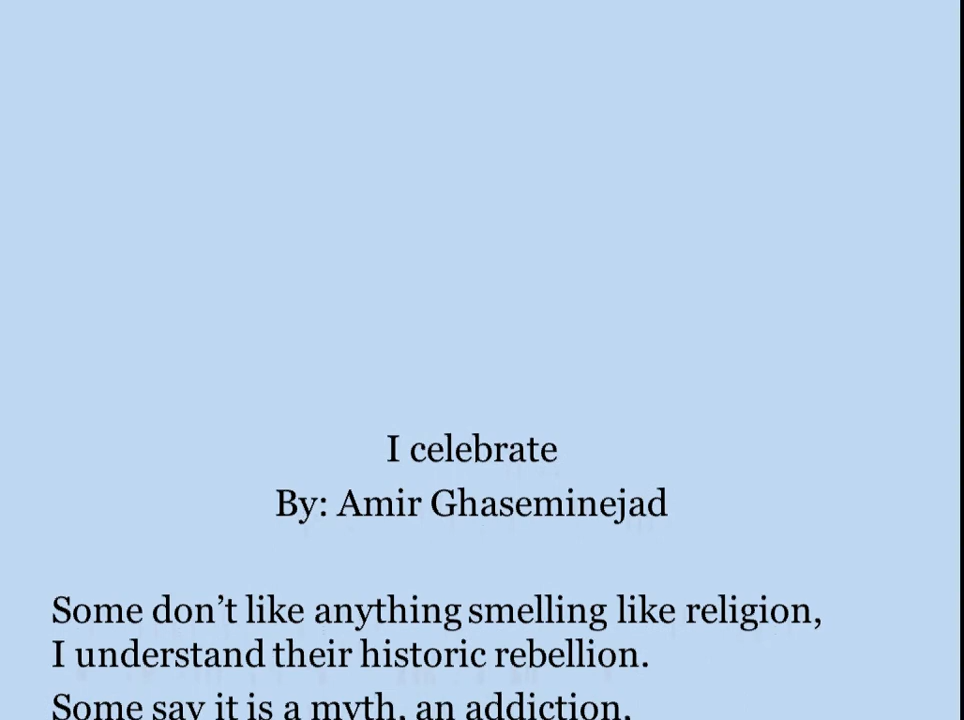 I celebrate
By: Amir Ghaseminejad
Some don’t like anything smelling like religion,
I understand their historic rebellion.
Some say it is a myth, an addiction,